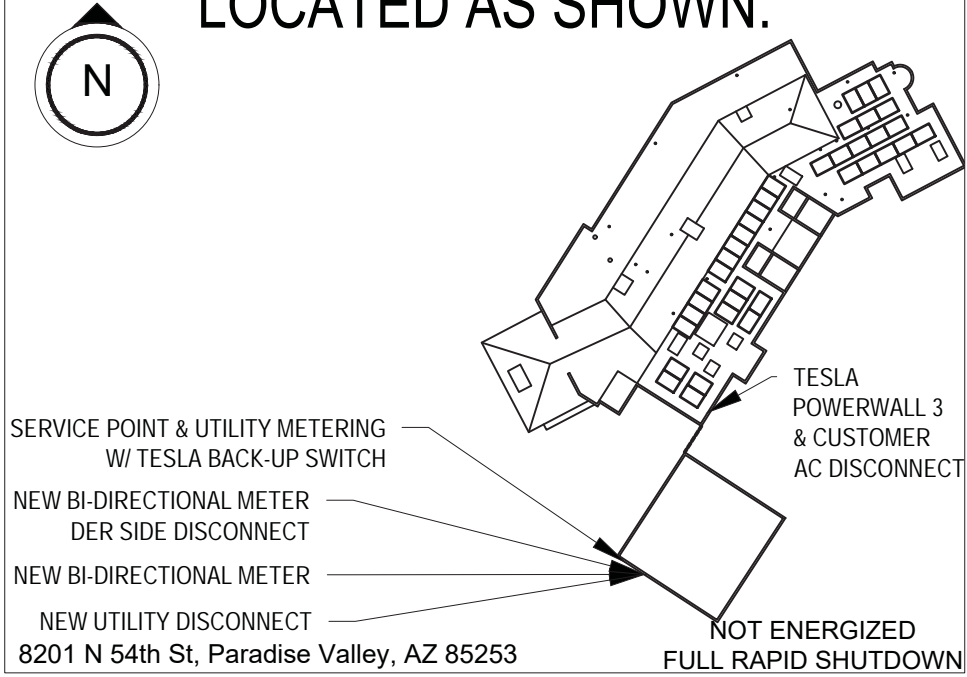 LOCATED AS SHOWN.
N
TESLA
POWERWALL 3
& CUSTOMER
AC DISCONNECT
SERVICE POINT & UTILITY METERING
W/ TESLA BACK-UP SWITCH
NEW BI-DIRECTIONAL METER
DER SIDE DISCONNECT
NEW BI-DIRECTIONAL METER
NEW UTILITY DISCONNECT
8201 N 54th St, Paradise Valley, AZ 85253
NOT ENERGIZED
FULL RAPID SHUTDOWN